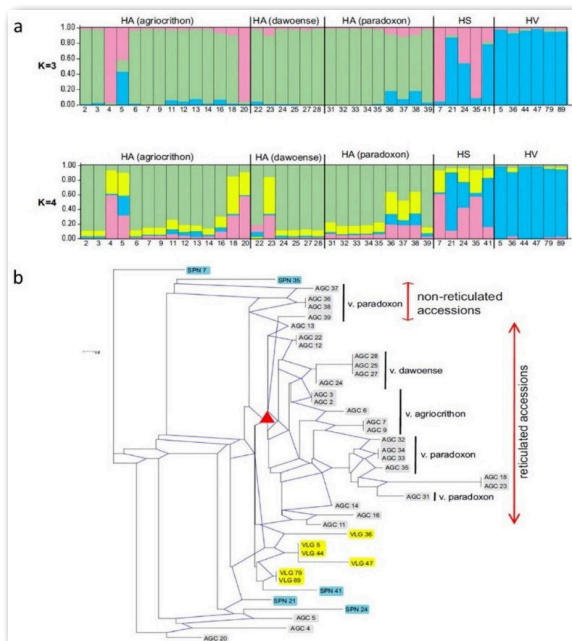 a
HA (agriocrithon) HA (dawoense) HA (paradoxon) HS HV
K=3
1.00
0.80
0.60
0.40
0.20
0.00
2 3 4 5 6 7 9 11 12 13 14 16 18 20 22 23 24 25 27 28 31 32 33 34 35 36 37 38 39 7 21 24 35 41 5 36 44 47 79 89
HA (agriocrithon) HA (dawoense) HA (paradoxon) HS HV
K=4
1.00
0.80
0.60
0.40
0.20
0.00
2 3 4 5 6 7 9 11 12 13 14 16 18 20 22 23 24 25 27 28 31 32 33 34 35 36 37 38 39 7 21 24 35 41 5 36 44 47 79 89
b
SPN 7
SPN 35
AGC 37
AGC 36
AGC 38
v. paradoxon
non-reticulated
accessions
AGC 39
AGC 13
AGC 22
AGC 12
AGC 28
AGC 25
AGC 27
v. dawoense
AGC 24
AGC 3
AGC 2
AGC 6
AGC 7
AGC 9
v. agriocrithon
AGC 32
AGC 34
AGC 33
AGC 35
v. paradoxon
AGC 18
AGC 23
AGC 31
v. paradoxon
reticulated accessions
AGC 14
AGC 16
AGC 11
VLG 36
VLG 5
VLG 44
VLG 47
VLG 79
VLG 89
SPN 41
SPN 21
SPN 24
AGC 5
AGC 4
AGC 20